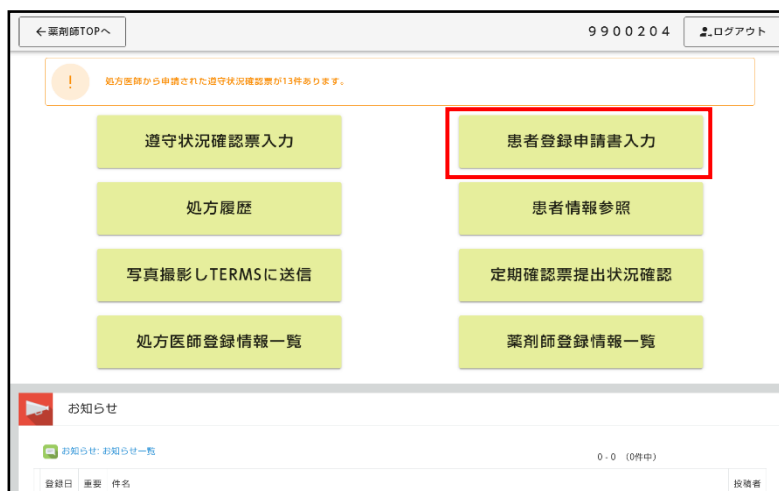 ←薬剤師TOPへ 9900204 ログアウト
! 処方医師から申請された遵守状況確認票が13件あります。
遵守状況確認票入力 患者登録申請書入力
処方履歴 患者情報参照
写真撮影しTERMSに送信 定期確認票提出状況確認
処方医師登録情報一覧 薬剤師登録情報一覧
お知らせ
お知らせ: お知らせ一覧 0 - 0 (0件中)
登録日 重要 件名 投稿者